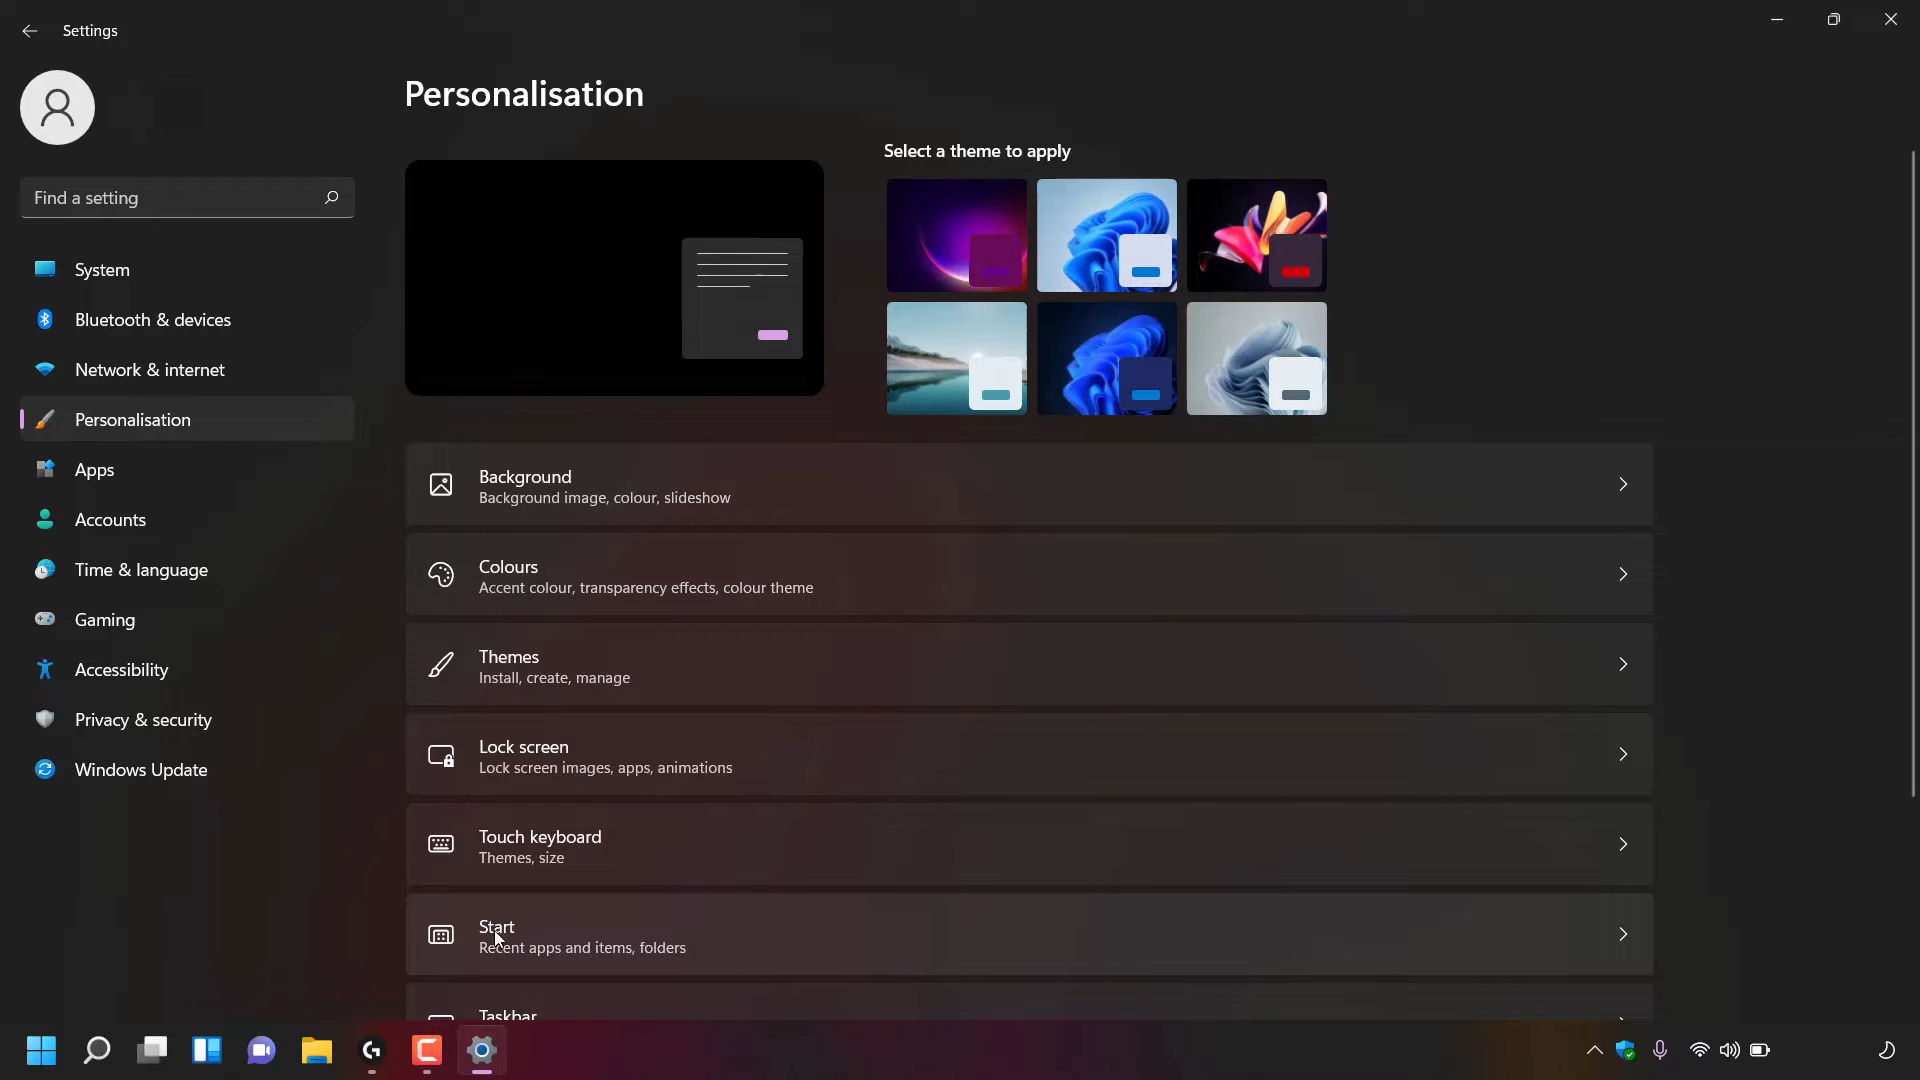 Settings
Personalisation
Select a theme to apply
Find a setting
System
Bluetooth & devices
Network & internet
Personalisation
Apps
Accounts
Time & language
Gaming
Accessibility
Privacy & security
Windows Update
Background
Background image, colour, slideshow
Colours
Accent colour, transparency effects, colour theme
Themes
Install, create, manage
Lock screen
Lock screen images, apps, animations
Touch keyboard
Themes, size
Start
Recent apps and items, folders
Taskbar